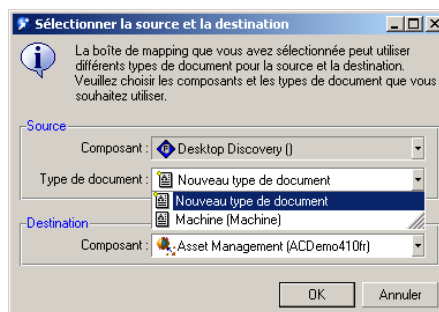 Sélectionner la source et la destination
La boîte de mapping que vous avez sélectionnée peut utiliser
différents types de document pour la source et la destination.
Veuillez choisir les composants et les types de document que vous
souhaitez utiliser.
Source
Composant : Desktop Discovery ()
Type de document : Nouveau type de document
Nouveau type de document
Machine (Machine)
Destination
Composant : Asset Management (ACDemo410fr)
OK Annuler